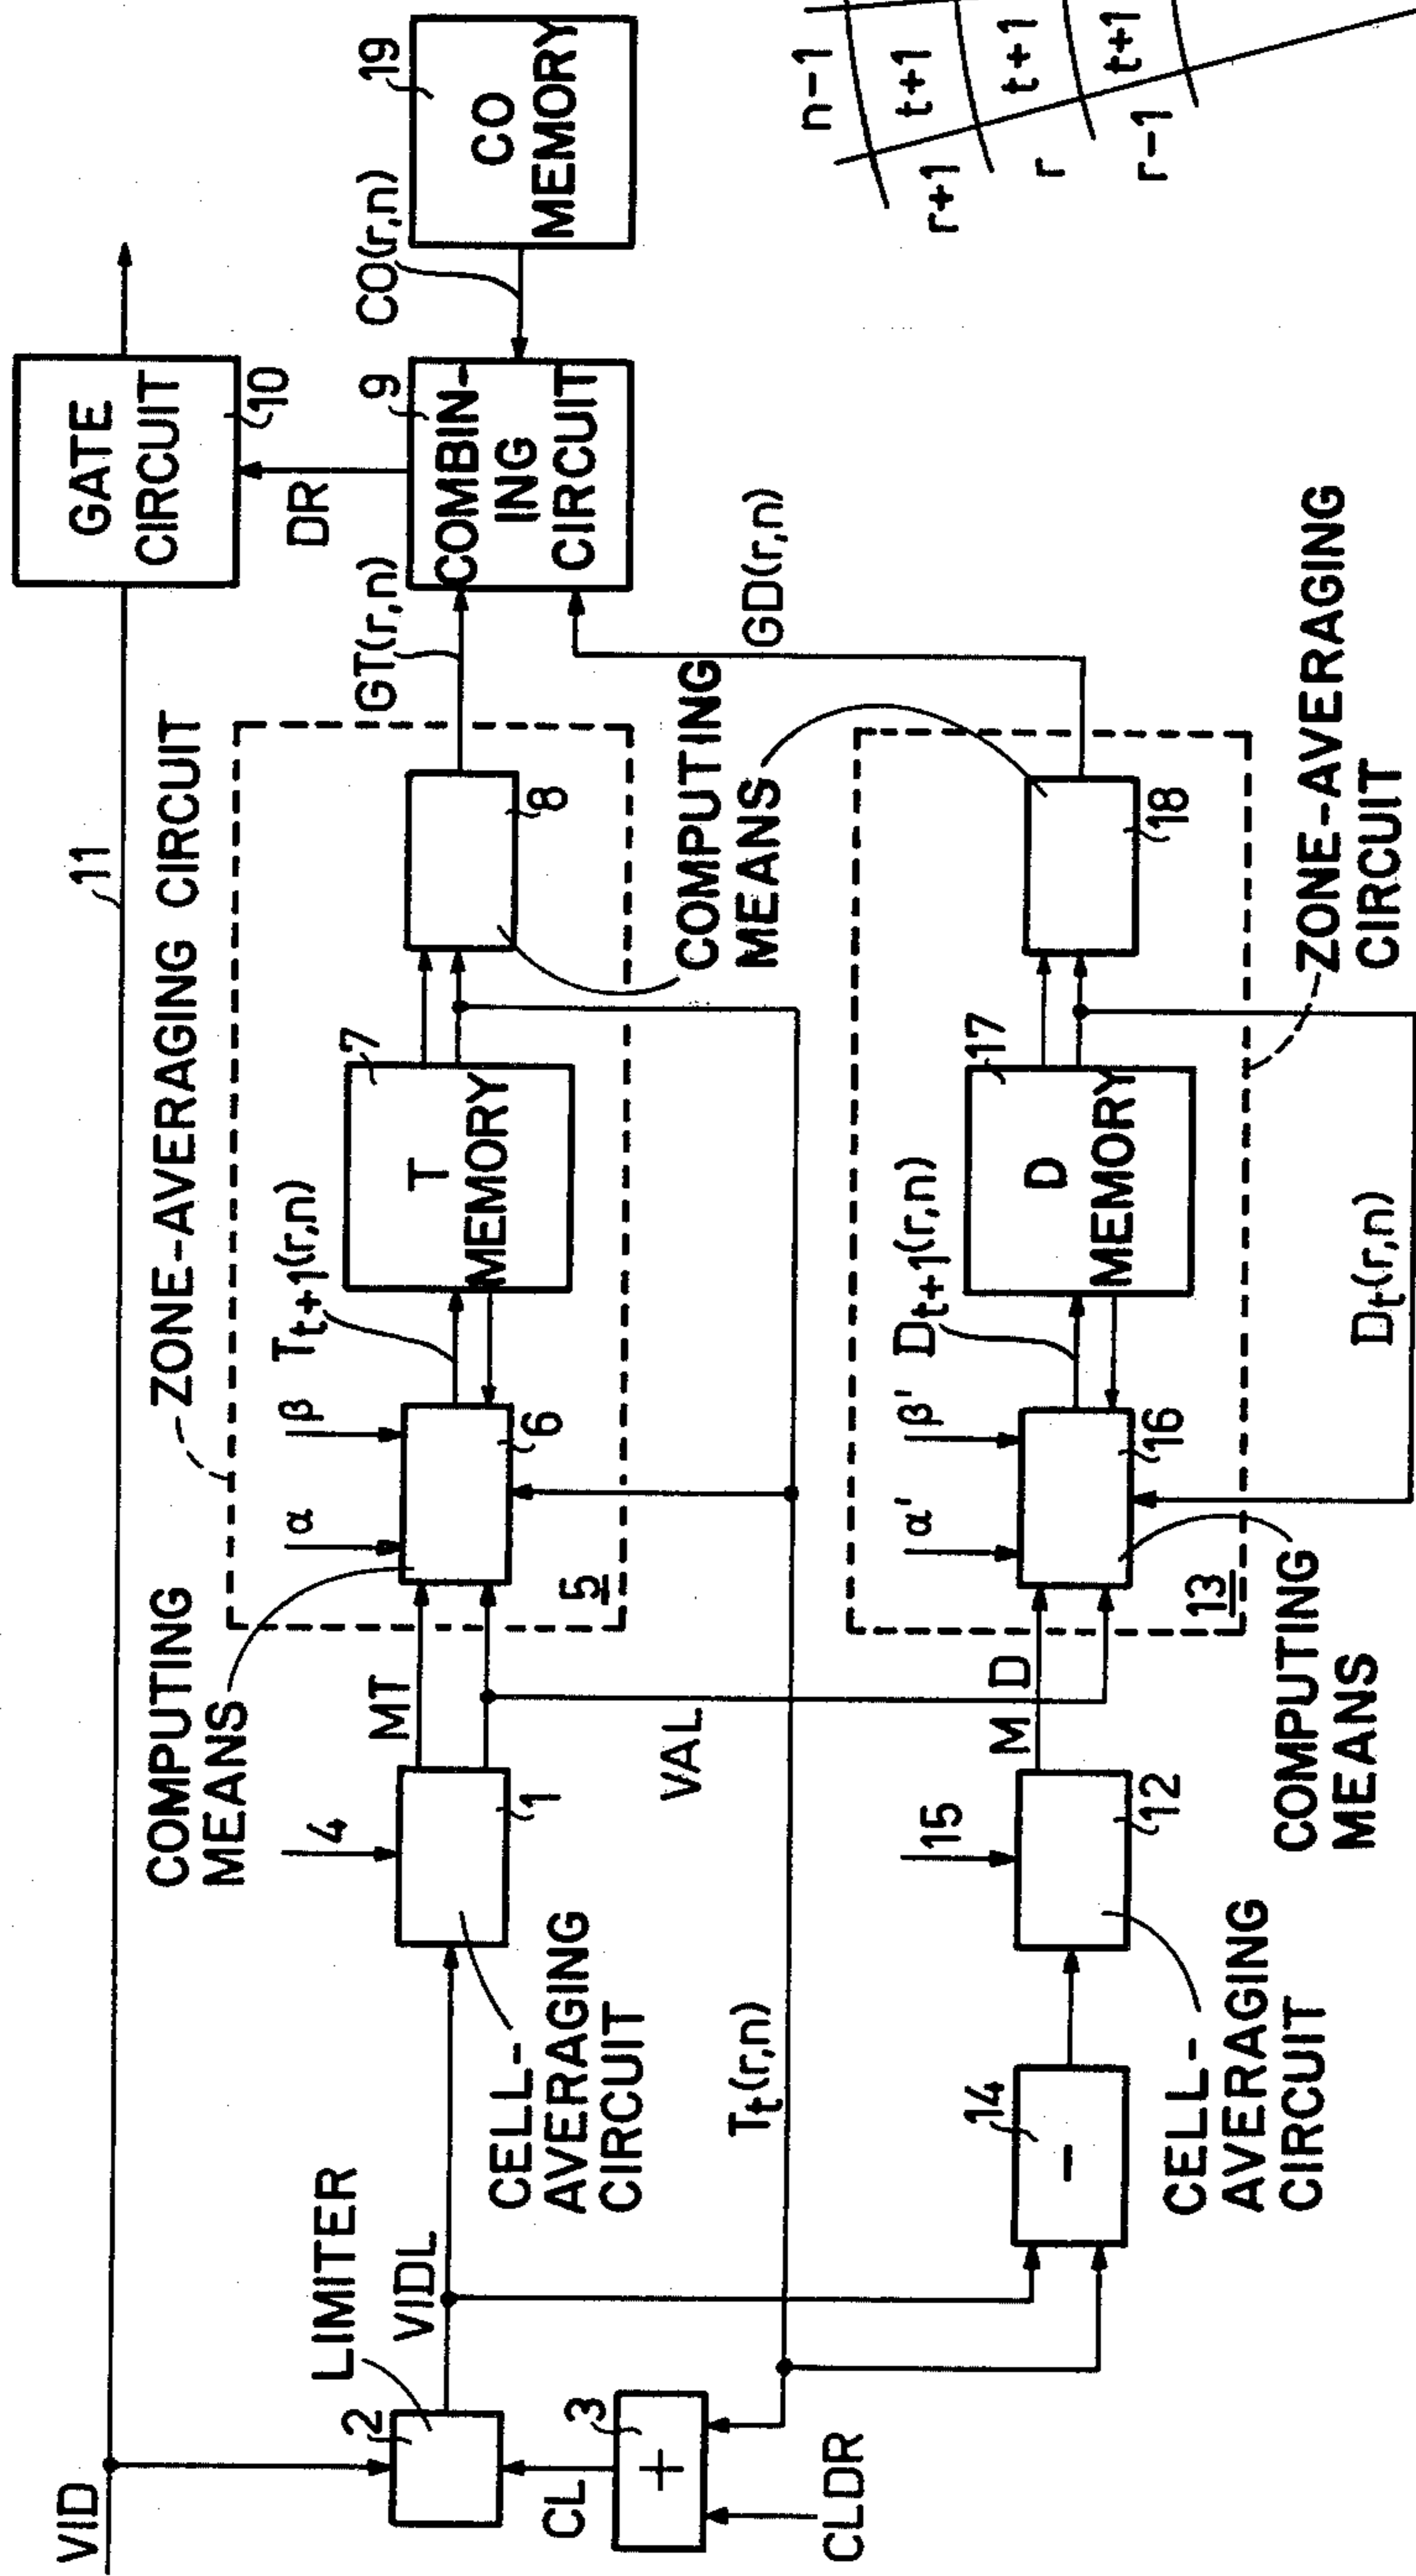 VID
11
GATE
CIRCUIT
10
DR
ZONE-AVERAGING CIRCUIT
LIMITER
2
VIDL
CL
3
+
CLDR
CELL-
AVERAGING
CIRCUIT
4
1
MT
VAL
COMPUTING
MEANS
α
β
6
5
Tt+1(r,n)
T
MEMORY
7
8
GT(r,n)
COMBIN-
ING
CIRCUIT
9
CO(r,n)
CO
MEMORY
19
COMPUTING
MEANS
GD(r,n)
Tt(r,n)
14
-
CELL-
AVERAGING
CIRCUIT
15
12
M D
α'
β'
16
13
COMPUTING
MEANS
Dt+1(r,n)
D
MEMORY
17
18
Dt(r,n)
ZONE-AVERAGING
CIRCUIT
n-1
r+1
t+1
r
t+1
r-1
t+1